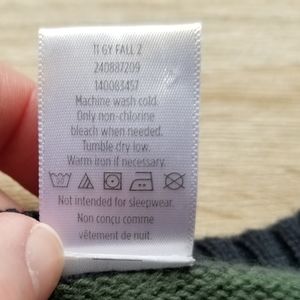 11 GY FALL 2
240887209
140083457
Machine wash cold.
Only non-chlorine
bleach when needed.
Tumble dry low.
Warm iron if necessary.
Not intended for sleepwear.
Non conçu comme
vêtement de nuit.